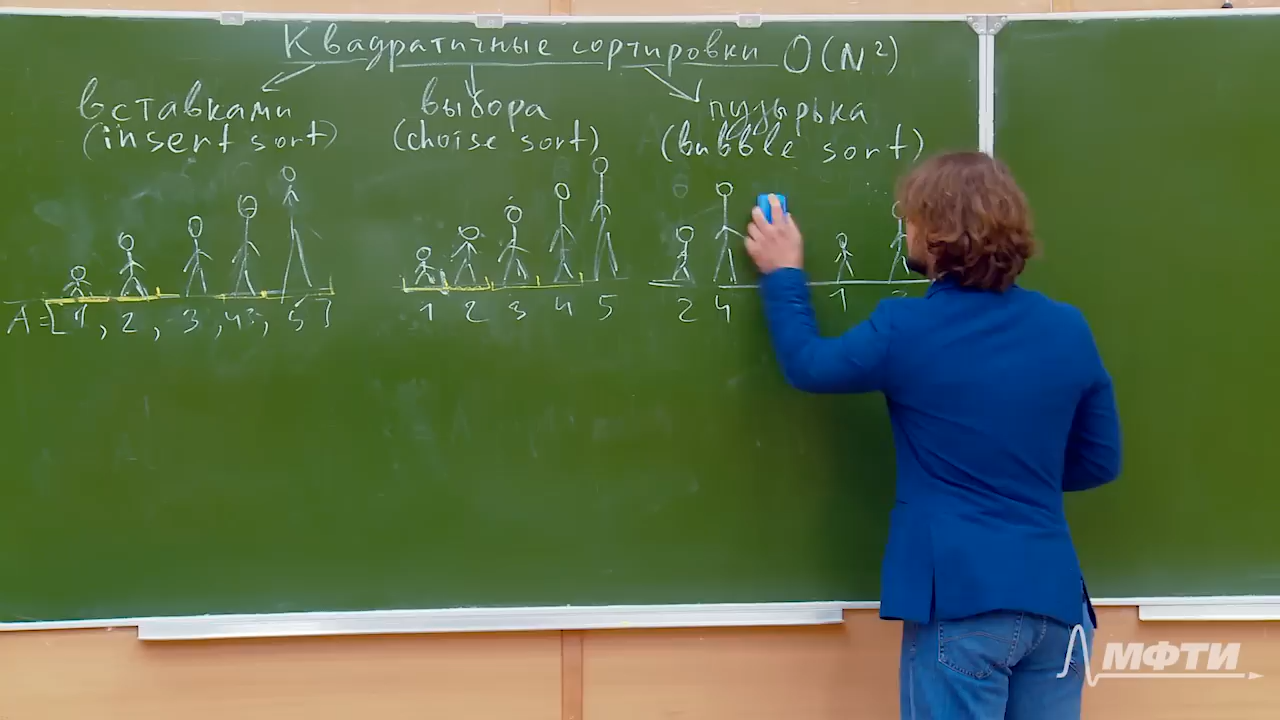 Квадратичные сортировки O(N²)
вставками
(insert sort)
выбора
(choise sort)
пузырька
(bubble sort)
A=[1, 2, 3, 4, 5]
1 2 3 4 5
2 4 1
МФТИ